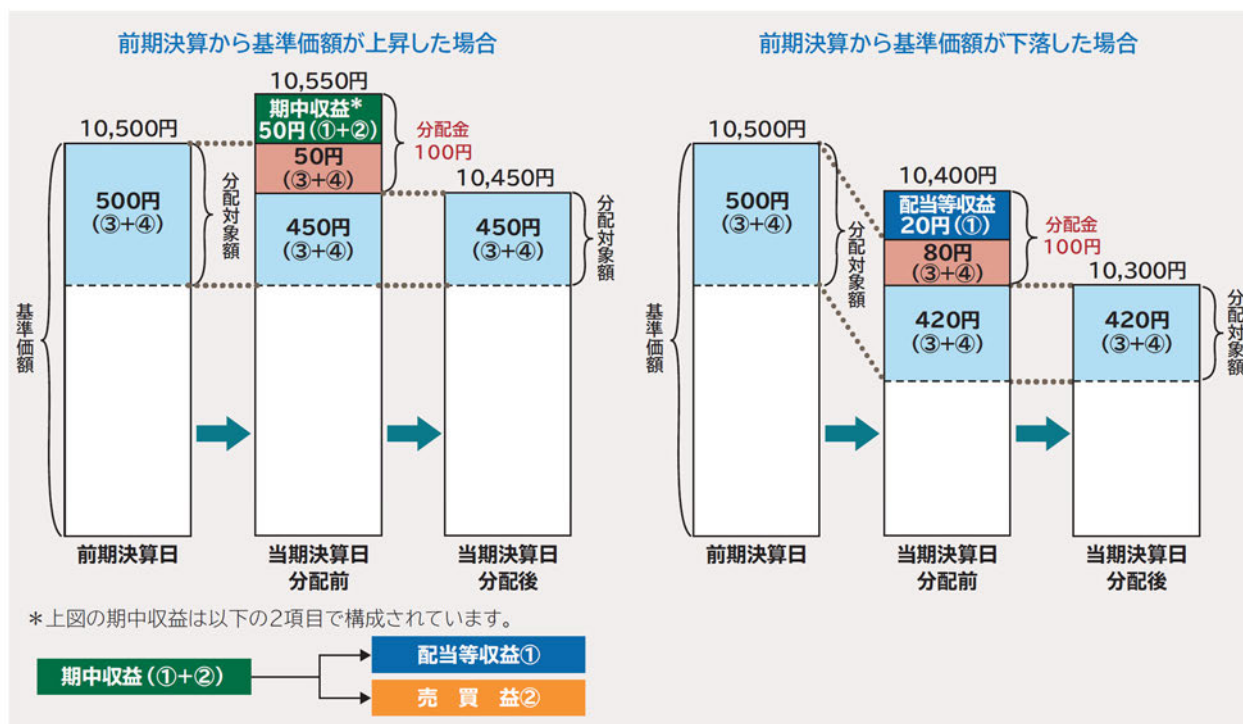 前期決算から基準価額が上昇した場合
10,500円
500円
(③+④)
分配対象額
基準価額
前期決算日
10,550円
期中収益*
50円(①+②)
50円
(③+④)
450円
(③+④)
分配金
100円
当期決算日
分配前
10,450円
450円
(③+④)
分配対象額
当期決算日
分配後
前期決算から基準価額が下落した場合
10,500円
500円
(③+④)
分配対象額
基準価額
前期決算日
10,400円
配当等収益
20円(①)
80円
(③+④)
420円
(③+④)
分配金
100円
当期決算日
分配前
10,300円
420円
(③+④)
分配対象額
当期決算日
分配後
*上図の期中収益は以下の2項目で構成されています。
期中収益(①+②)
配当等収益①
売 買 益②